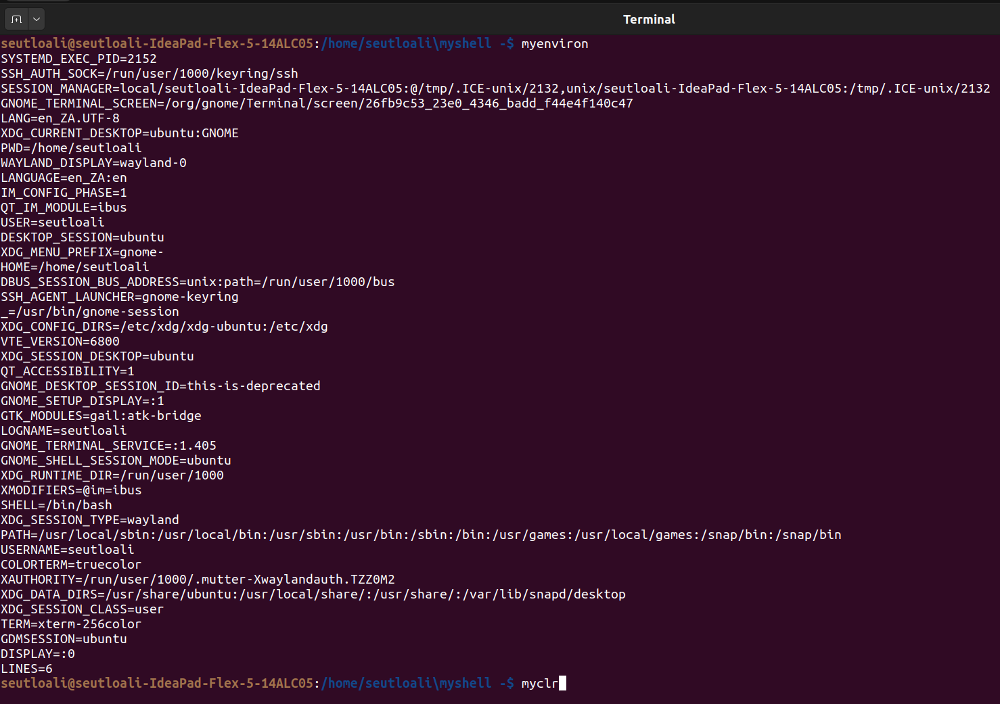 Terminal
seutloali@seutloali-IdeaPad-Flex-5-14ALC05:/home/seutloali\myshell -$ myenviron
SYSTEMD_EXEC_PID=2152
SSH_AUTH_SOCK=/run/user/1000/keyring/ssh
SESSION_MANAGER=local/seutloali-IdeaPad-Flex-5-14ALC05:@/tmp/.ICE-unix/2132,unix/seutloali-IdeaPad-Flex-5-14ALC05:/tmp/.ICE-unix/2132
GNOME_TERMINAL_SCREEN=/org/gnome/Terminal/screen/26fb9c53_23e0_4346_badd_f44e4f140c47
LANG=en_ZA.UTF-8
XDG_CURRENT_DESKTOP=ubuntu:GNOME
PWD=/home/seutloali
WAYLAND_DISPLAY=wayland-0
LANGUAGE=en_ZA:en
IM_CONFIG_PHASE=1
QT_IM_MODULE=ibus
USER=seutloali
DESKTOP_SESSION=ubuntu
XDG_MENU_PREFIX=gnome-
HOME=/home/seutloali
DBUS_SESSION_BUS_ADDRESS=unix:path=/run/user/1000/bus
SSH_AGENT_LAUNCHER=gnome-keyring
_=/usr/bin/gnome-session
XDG_CONFIG_DIRS=/etc/xdg/xdg-ubuntu:/etc/xdg
VTE_VERSION=6800
XDG_SESSION_DESKTOP=ubuntu
QT_ACCESSIBILITY=1
GNOME_DESKTOP_SESSION_ID=this-is-deprecated
GNOME_SETUP_DISPLAY=:1
GTK_MODULES=gail:atk-bridge
LOGNAME=seutloali
GNOME_TERMINAL_SERVICE=:1.405
GNOME_SHELL_SESSION_MODE=ubuntu
XDG_RUNTIME_DIR=/run/user/1000
XMODIFIERS=@im=ibus
SHELL=/bin/bash
XDG_SESSION_TYPE=wayland
PATH=/usr/local/sbin:/usr/local/bin:/usr/sbin:/usr/bin:/sbin:/bin:/usr/games:/usr/local/games:/snap/bin:/snap/bin
USERNAME=seutloali
COLORTERM=truecolor
XAUTHORITY=/run/user/1000/.mutter-Xwaylandauth.TZZ0M2
XDG_DATA_DIRS=/usr/share/ubuntu:/usr/local/share/:/usr/share/:/var/lib/snapd/desktop
XDG_SESSION_CLASS=user
TERM=xterm-256color
GDMSESSION=ubuntu
DISPLAY=:0
LINES=6
seutloali@seutloali-IdeaPad-Flex-5-14ALC05:/home/seutloali\myshell -$ myclr